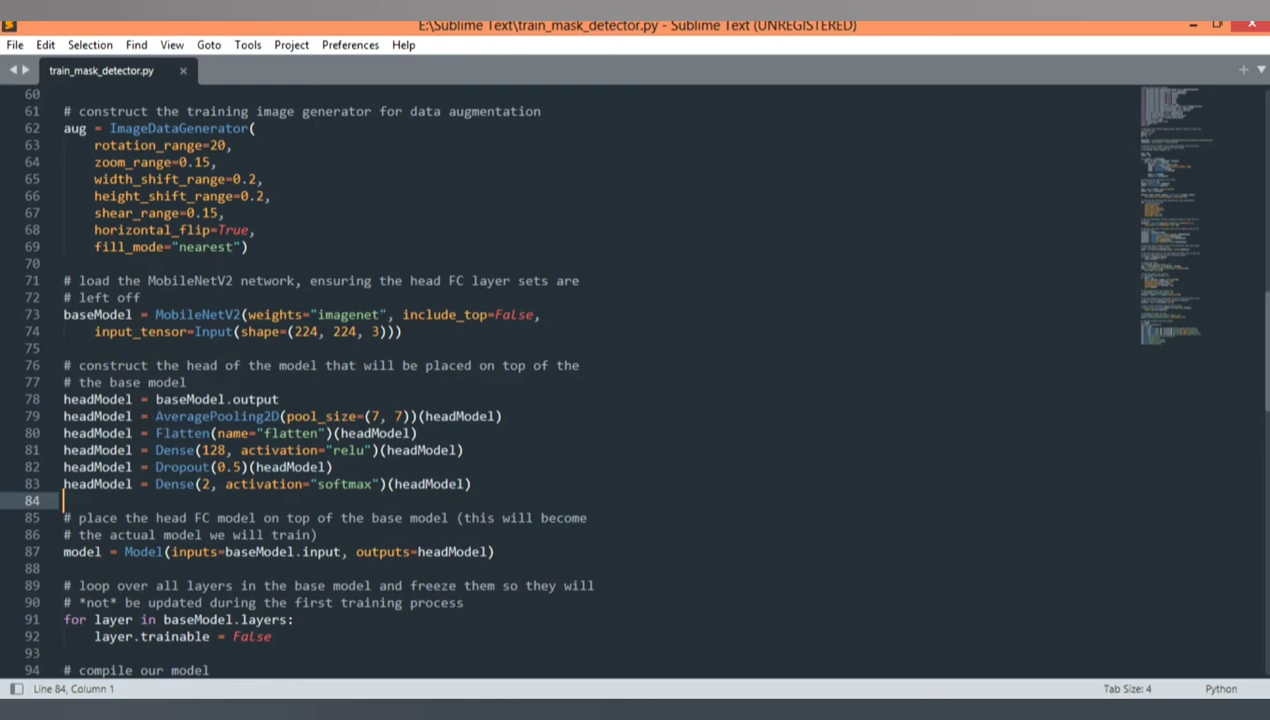 E:\Sublime Text\train_mask_detector.py - Sublime Text (UNREGISTERED)
File Edit Selection Find View Goto Tools Project Preferences Help
train_mask_detector.py
60
61 # construct the training image generator for data augmentation
62 aug = ImageDataGenerator(
63     rotation_range=20,
64     zoom_range=0.15,
65     width_shift_range=0.2,
66     height_shift_range=0.2,
67     shear_range=0.15,
68     horizontal_flip=True,
69     fill_mode="nearest")
70
71 # load the MobileNetV2 network, ensuring the head FC layer sets are
72 # left off
73 baseModel = MobileNetV2(weights="imagenet", include_top=False,
74     input_tensor=Input(shape=(224, 224, 3)))
75
76 # construct the head of the model that will be placed on top of the
77 # the base model
78 headModel = baseModel.output
79 headModel = AveragePooling2D(pool_size=(7, 7))(headModel)
80 headModel = Flatten(name="flatten")(headModel)
81 headModel = Dense(128, activation="relu")(headModel)
82 headModel = Dropout(0.5)(headModel)
83 headModel = Dense(2, activation="softmax")(headModel)
84
85 # place the head FC model on top of the base model (this will become
86 # the actual model we will train)
87 model = Model(inputs=baseModel.input, outputs=headModel)
88
89 # loop over all layers in the base model and freeze them so they will
90 # *not* be updated during the first training process
91 for layer in baseModel.layers:
92     layer.trainable = False
93
94 # compile our model
Line 84, Column 1 Tab Size: 4 Python